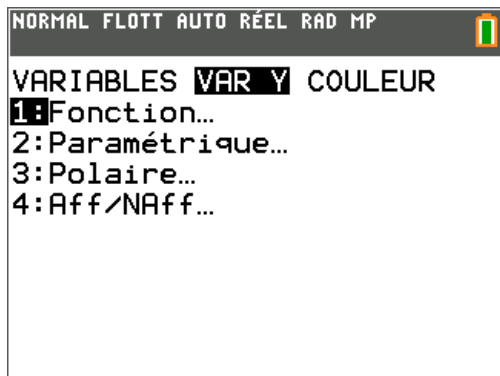 NORMAL FLOTT AUTO RÉEL RAD MP
VARIABLES VAR Y COULEUR
1:Fonction…
2:Paramétrique…
3:Polaire…
4:Aff/NAff…